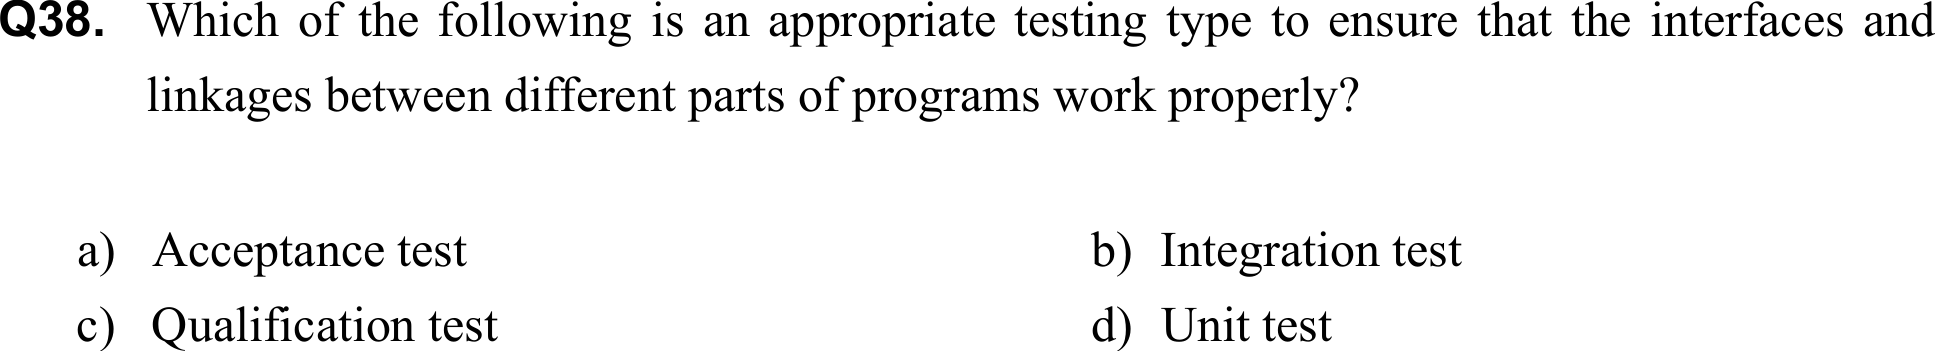 Q38. Which of the following is an appropriate testing type to ensure that the interfaces and
linkages between different parts of programs work properly?
a) Acceptance test b) Integration test
c) Qualification test d) Unit test